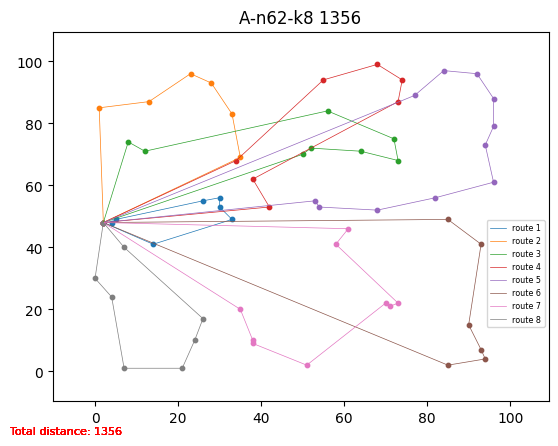 A-n62-k8 1356
100
80
60
40
20
0
0 20 40 60 80 100
route 1
route 2
route 3
route 4
route 5
route 6
route 7
route 8
Total distance: 1356